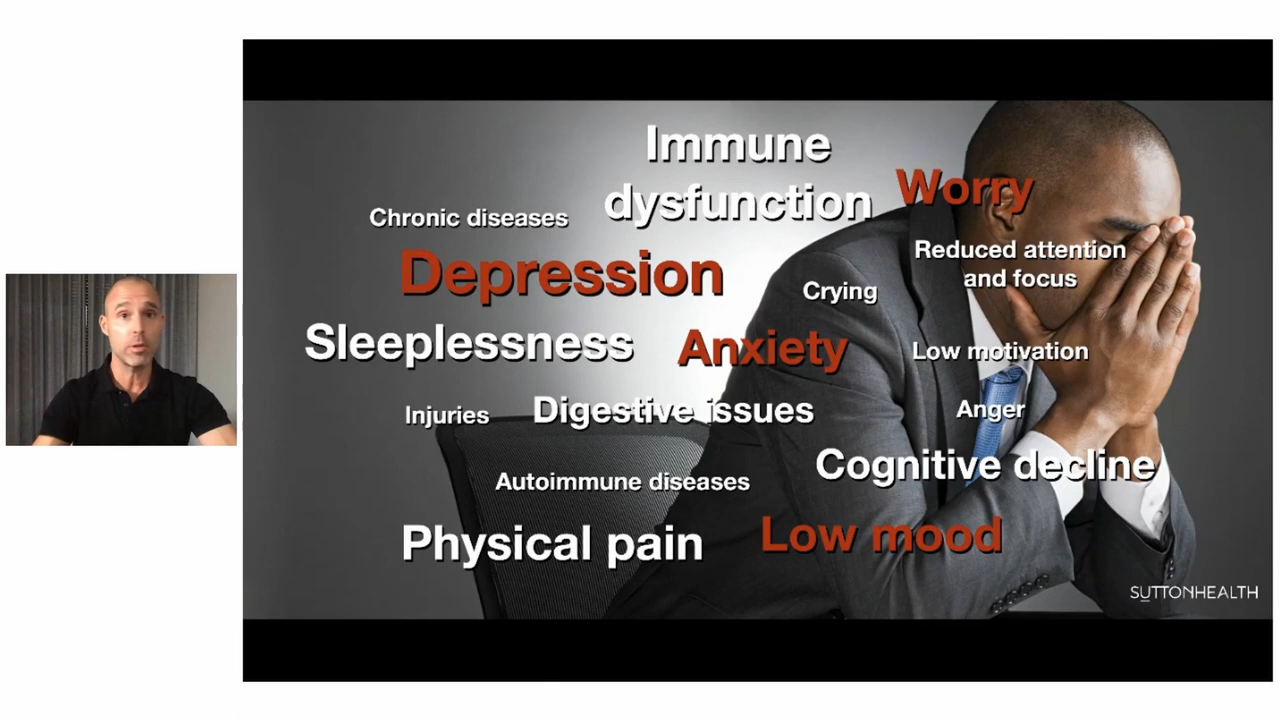 Immune
dysfunction
Worry
Chronic diseases
Depression
Reduced attention
and focus
Crying
Sleeplessness
Anxiety
Low motivation
Injuries
Digestive issues
Anger
Autoimmune diseases
Cognitive decline
Physical pain
Low mood
SUTTONHEALTH